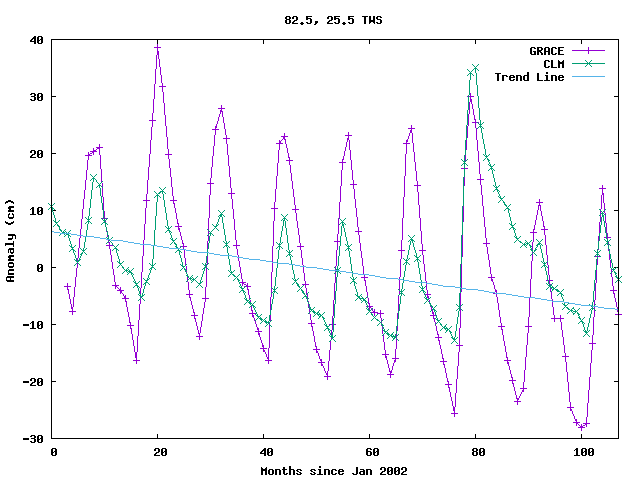 82.5, 25.5 TWS
GRACE
CLM
Trend Line
40
30
20
10
0
-10
-20
-30
Anomaly (cm)
0 20 40 60 80 100
Months since Jan 2002